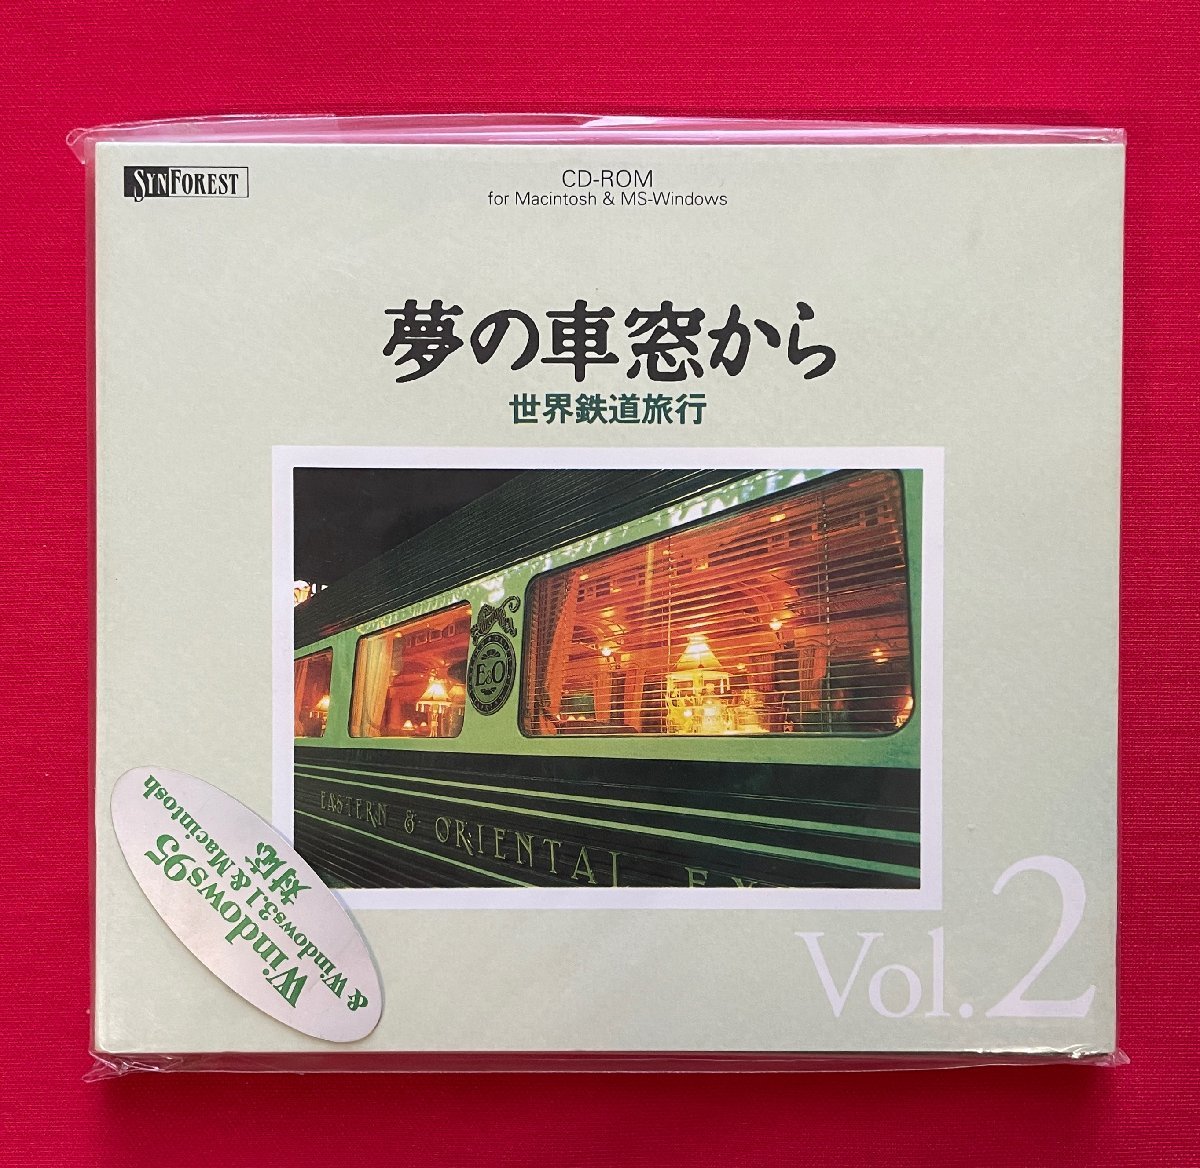 SYNFOREST
CD-ROM
for Macintosh & MS-Windows
夢の車窓から
世界鉄道旅行
E&O
EASTERN & ORIENTAL EX
Windows95
& Windows3.1 & Macintosh
対応
Vol.2